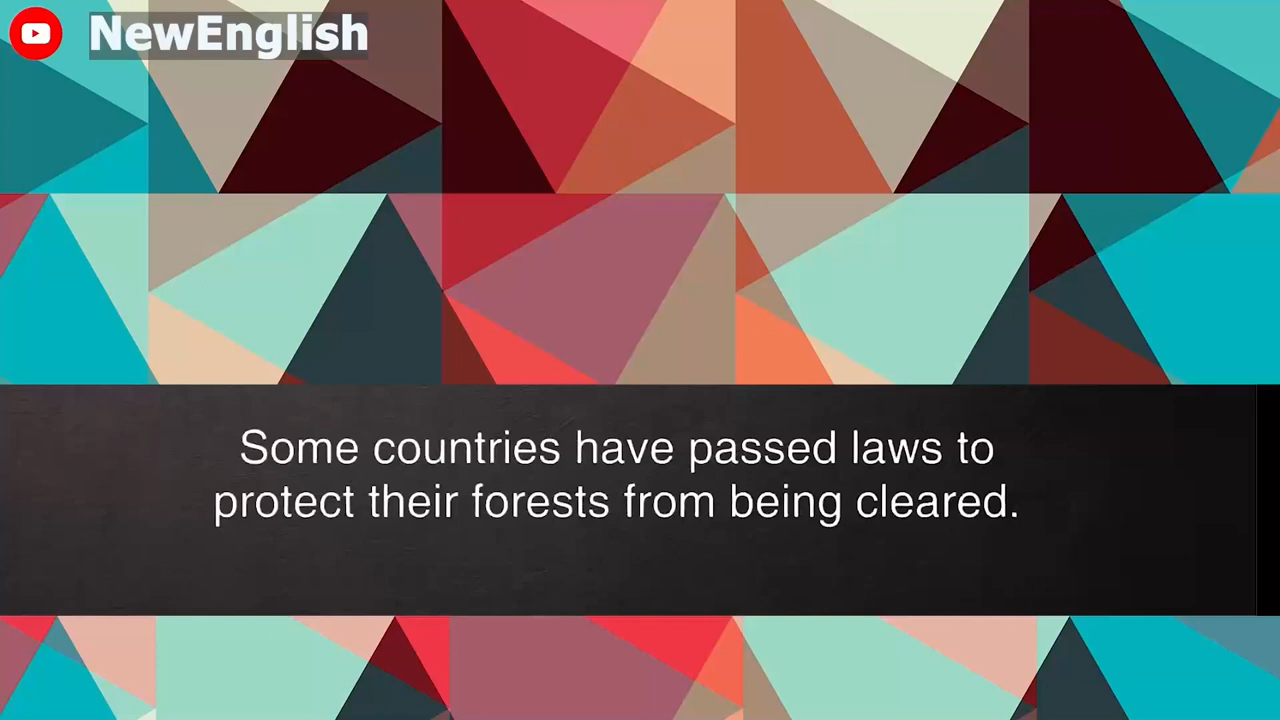 NewEnglish
Some countries have passed laws to
protect their forests from being cleared.